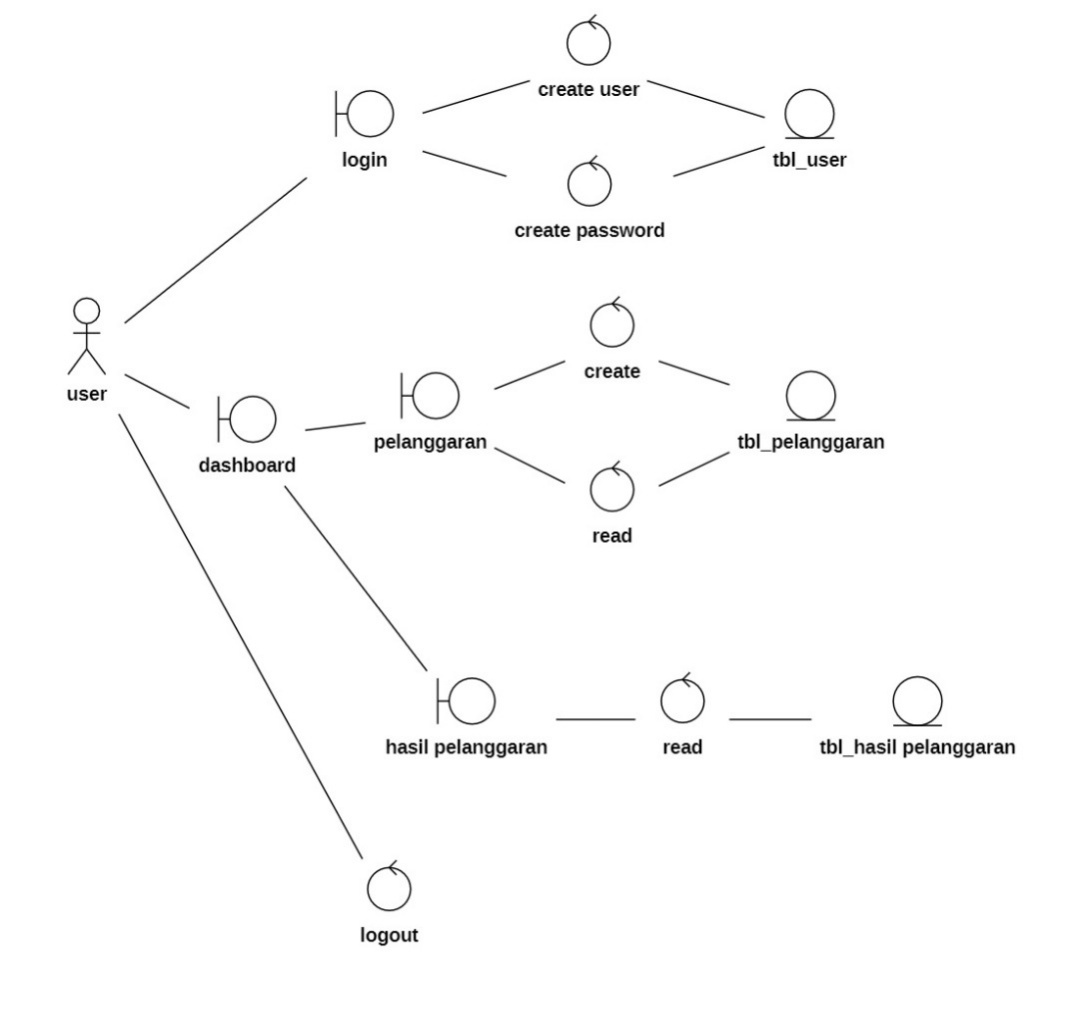 create user
login
tbl_user
create password
user
create
pelanggaran
tbl_pelanggaran
dashboard
read
hasil pelanggaran
read
tbl_hasil pelanggaran
logout